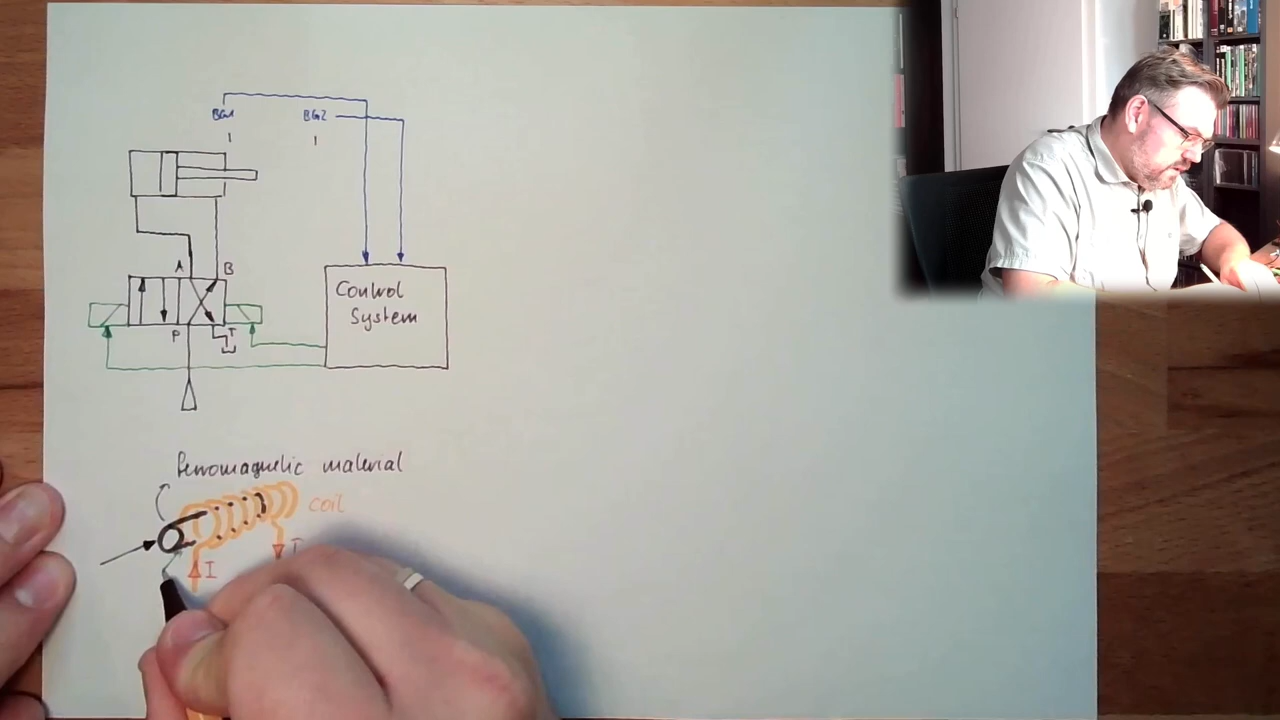 BG1 BG2
A B
P T
Control
System
ferromagnetic material
coil
I I